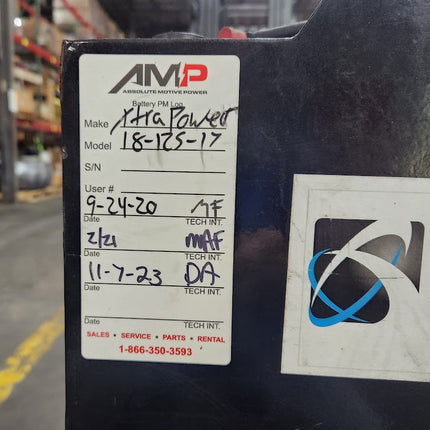 AMP
ABSOLUTE MOTIVE POWER
Battery PM Log
Make XtraPower
Model 18-125-17
S/N
User #
9-24-20 MF
Date TECH INT.
2/21 MAF
Date TECH INT.
11-7-23 DA
Date TECH INT.
Date TECH INT.
SALES • SERVICE • PARTS • RENTAL
1-866-350-3593